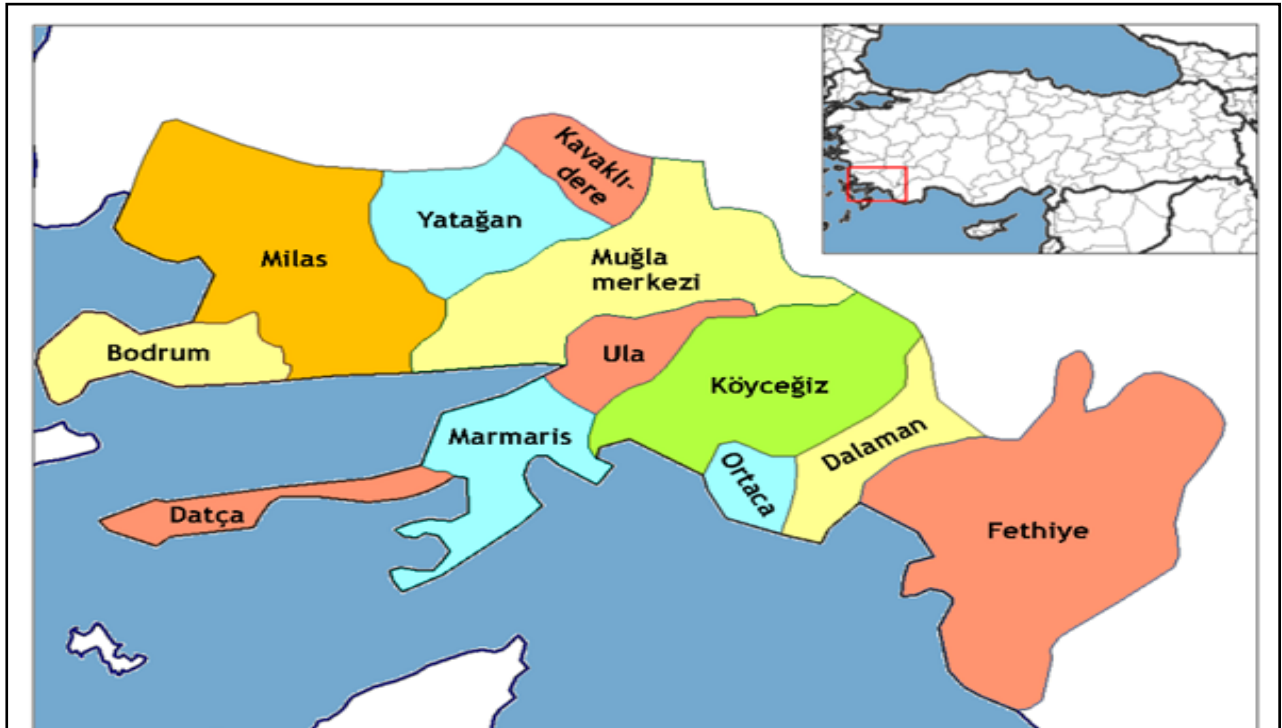 Kavaklı-
dere
Yatağan
Milas
Muğla
merkezi
Bodrum
Ula
Köyceğiz
Marmaris
Dalaman
Ortaca
Datça
Fethiye